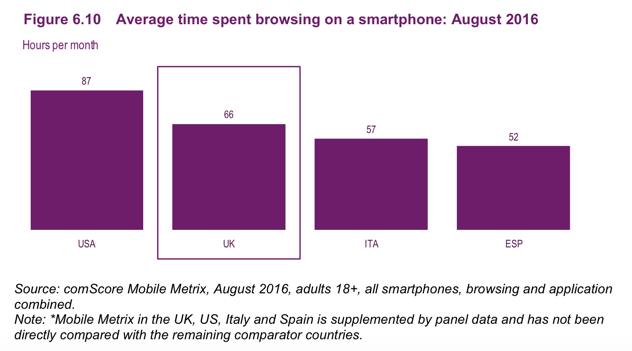 Figure 6.10 Average time spent browsing on a smartphone: August 2016
Hours per month
87
66
57
52
USA
UK
ITA
ESP
Source: comScore Mobile Metrix, August 2016, adults 18+, all smartphones, browsing and application
combined.
Note: *Mobile Metrix in the UK, US, Italy and Spain is supplemented by panel data and has not been
directly compared with the remaining comparator countries.